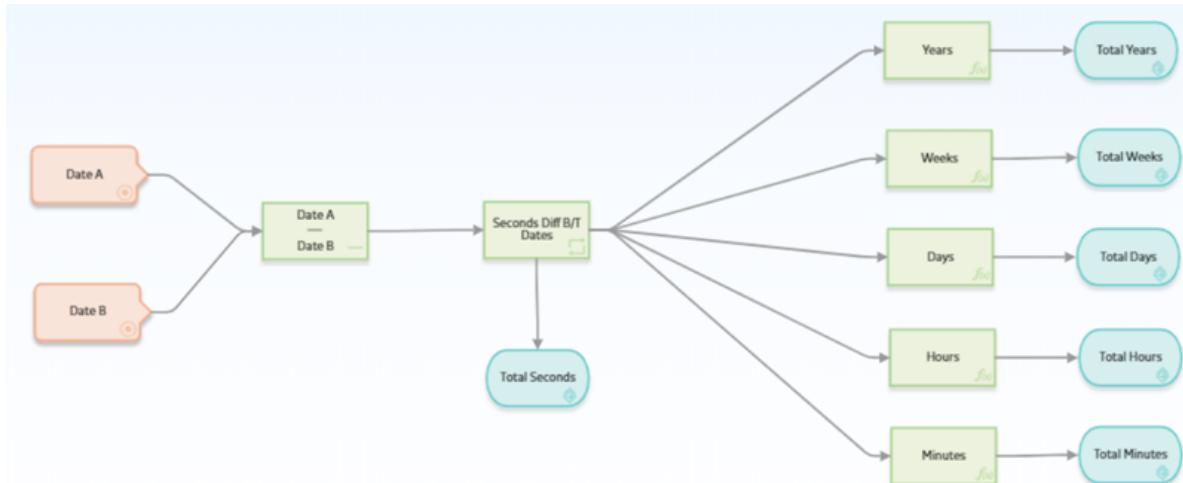 Date A
Date B
Date A
—
Date B
Seconds Diff B/T
Dates
Total Seconds
Years
f(x)
Total Years
Weeks
f(x)
Total Weeks
Days
f(x)
Total Days
Hours
f(x)
Total Hours
Minutes
f(x)
Total Minutes